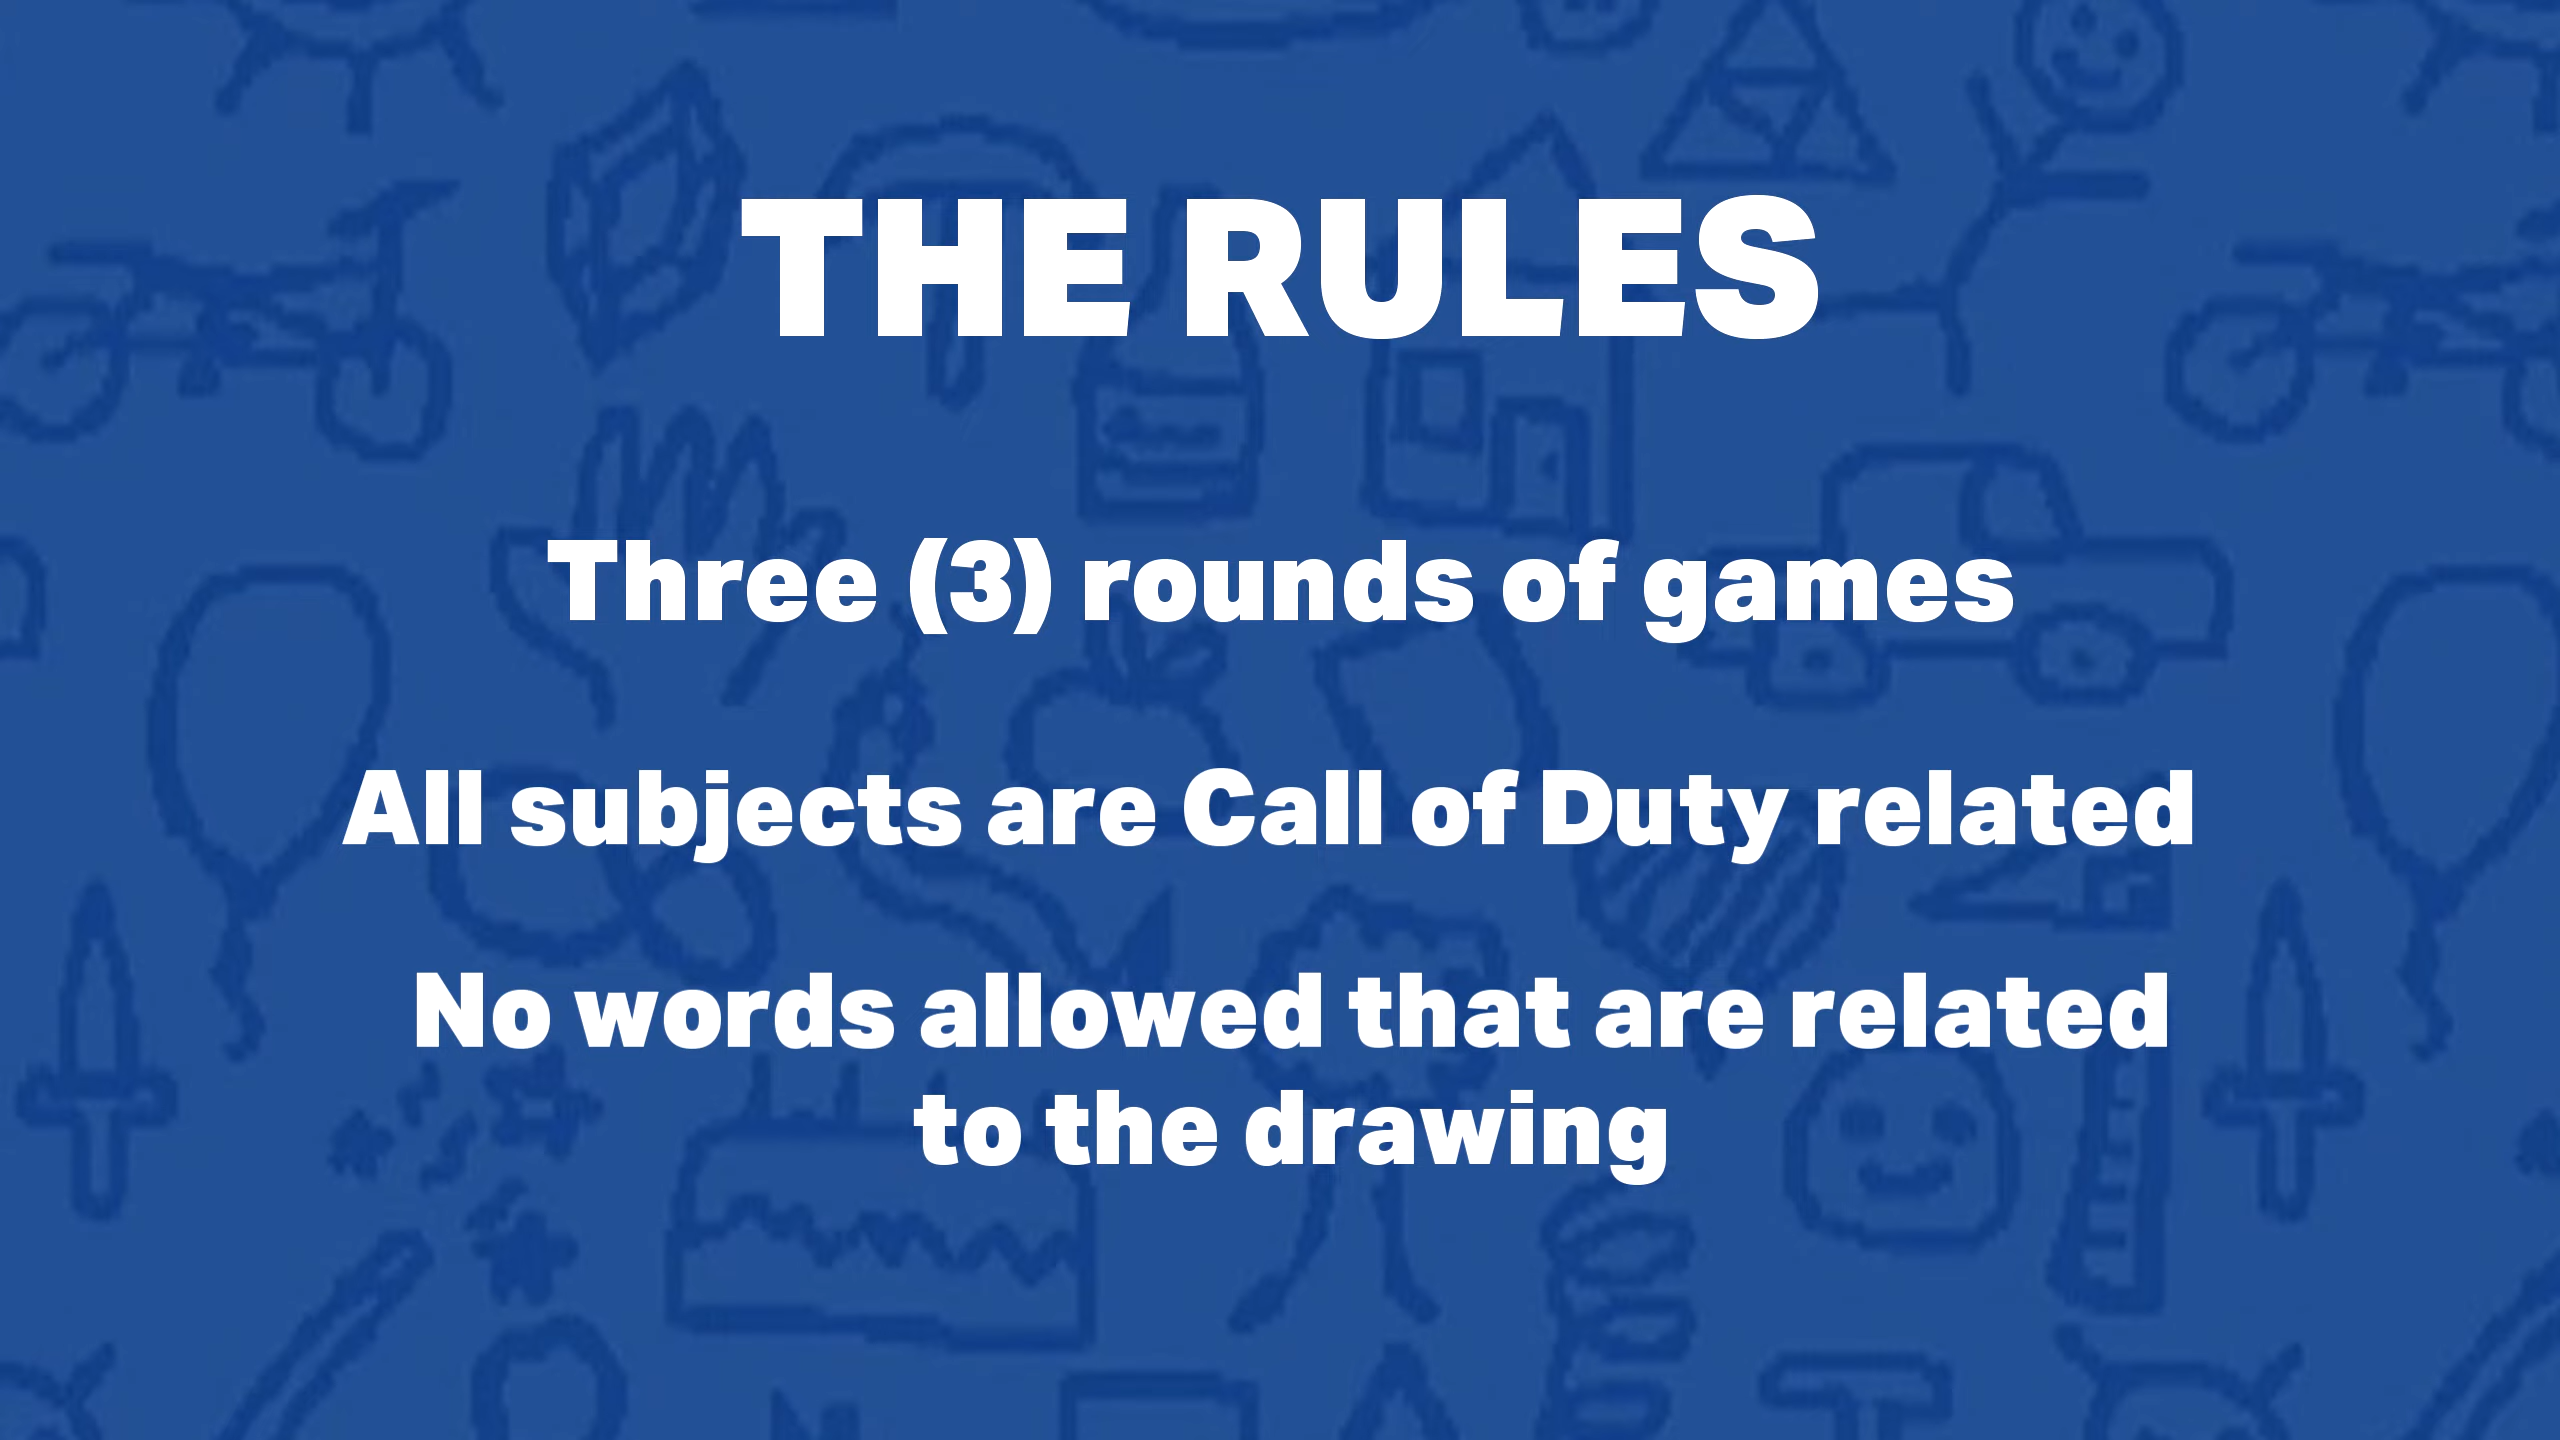 THE RULES
Three (3) rounds of games
All subjects are Call of Duty related
No words allowed that are related
to the drawing